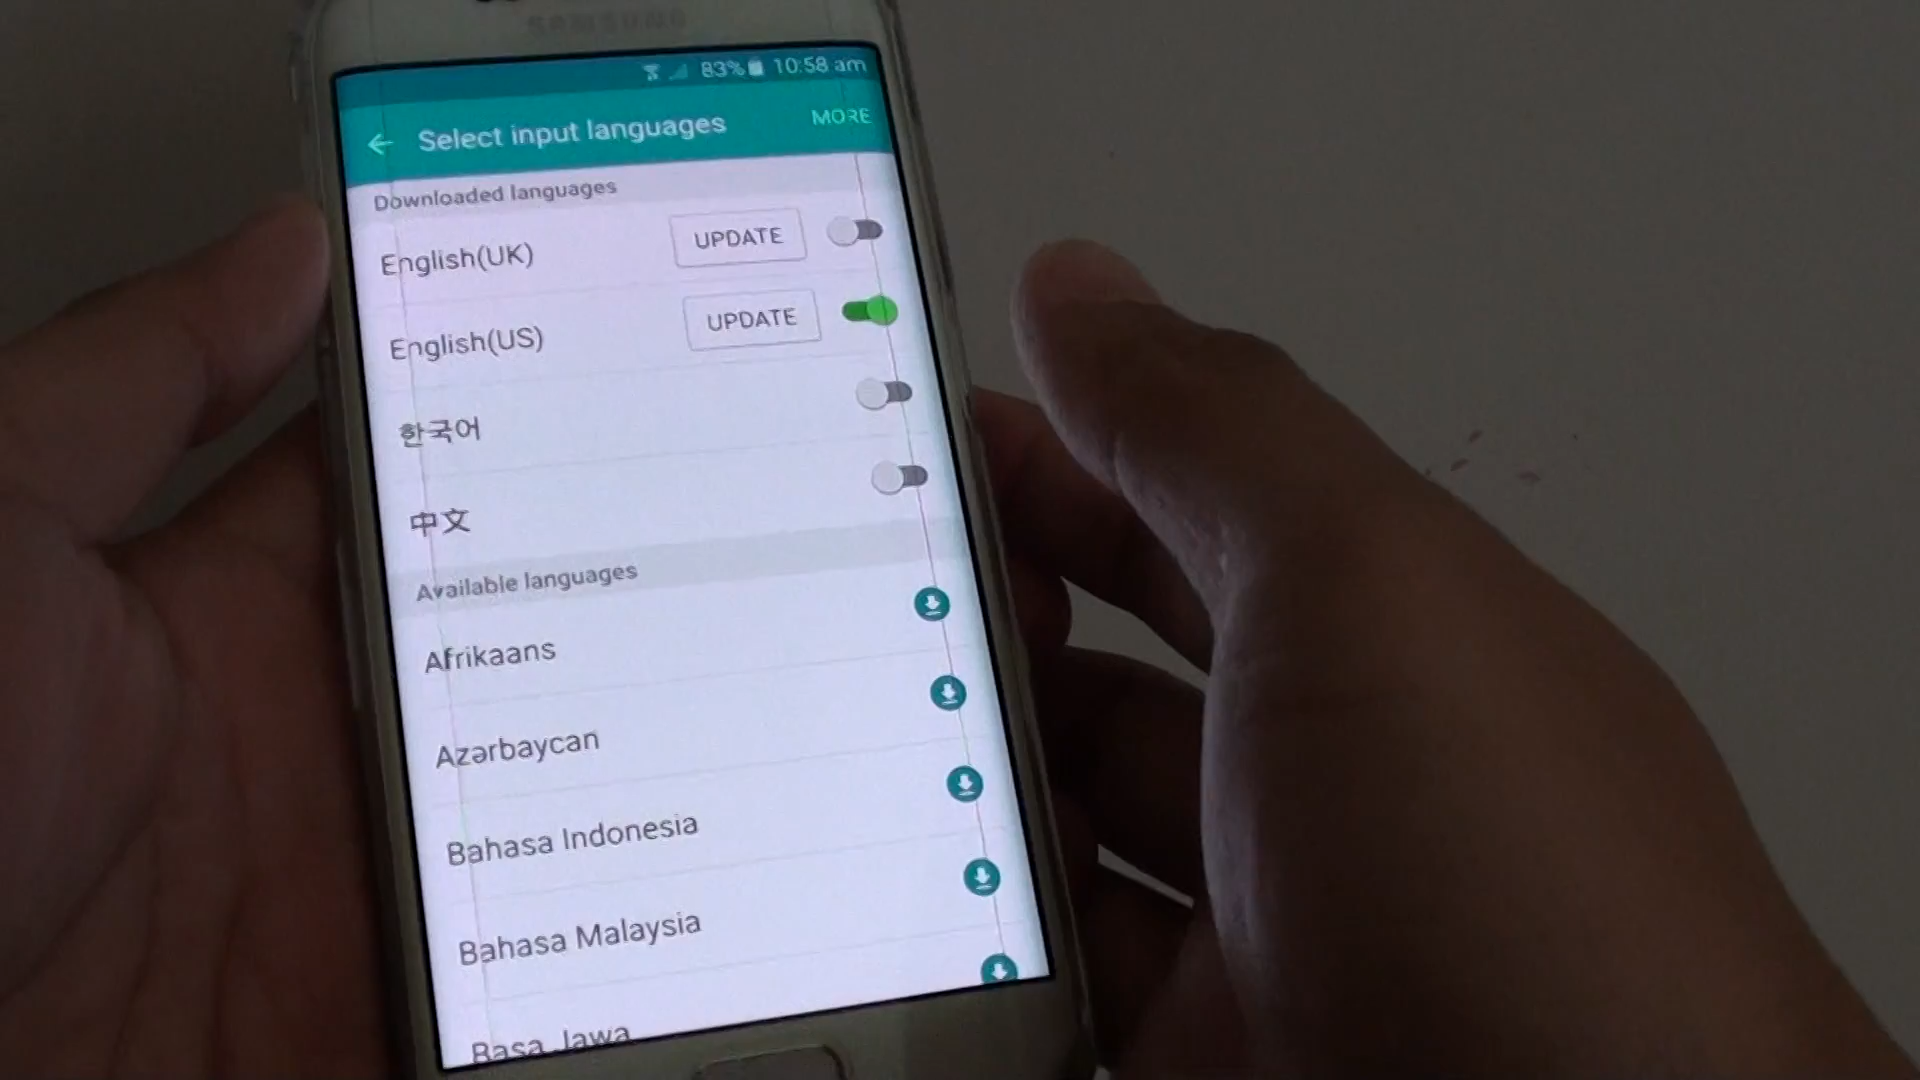 SAMSUNG
83% 10:58 am
Select input languages MORE
Downloaded languages
English(UK) UPDATE
English(US) UPDATE
한국어
中文
Available languages
Afrikaans
Azərbaycan
Bahasa Indonesia
Bahasa Malaysia
Basa Jawa